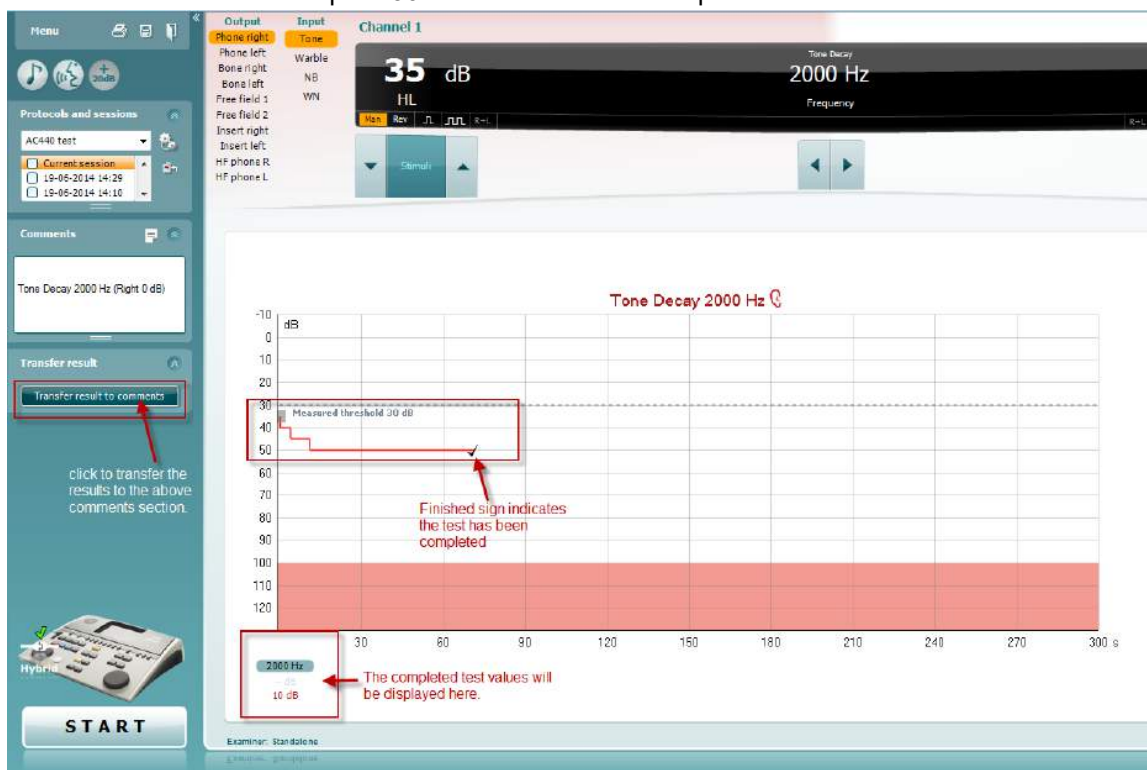 Menu
20dB
Protocols and sessions
AC440 test
Current session
19-06-2014 14:29
19-06-2014 14:10
Comments
Tone Decay 2000 Hz (Right 0 dB)
Transfer result
Transfer result to comments
click to transfer the
results to the above
comments section.
Hybrid
START
Output
Phone right
Phone left
Bone right
Bone left
Free field 1
Free field 2
Insert right
Insert left
HF phone R
HF phone L
Input
Tone
Warble
NB
WN
Channel 1
35 dB
HL
Man Rev R+L
Tone Decay
2000 Hz
Frequency
R+L
Stimuli
Tone Decay 2000 Hz
dB
-10
0
10
20
30
40
50
60
70
80
90
100
110
120
Measured threshold 30 dB
Finished sign indicates
the test has been
completed
30 60 90 120 150 180 210 240 270 300 s
2000 Hz
- dB
10 dB
The completed test values will
be displayed here.
Examiner: Standalone